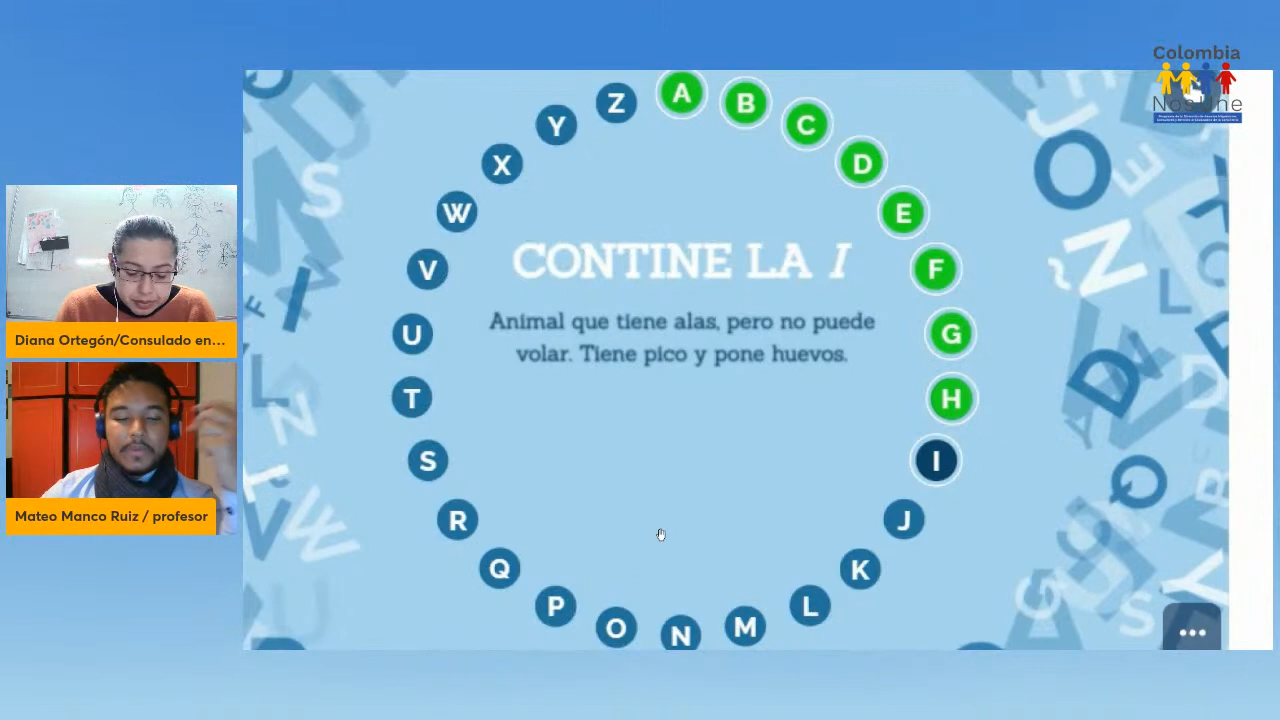 Colombia
Nos Une
CONTINE LA I
Animal que tiene alas, pero no puede
volar. Tiene pico y pone huevos.
A
B
C
D
E
F
G
H
I
J
K
L
M
N
O
P
Q
R
S
T
U
V
W
X
Y
Z
Diana Ortegón/Consulado en...
Mateo Manco Ruiz / profesor